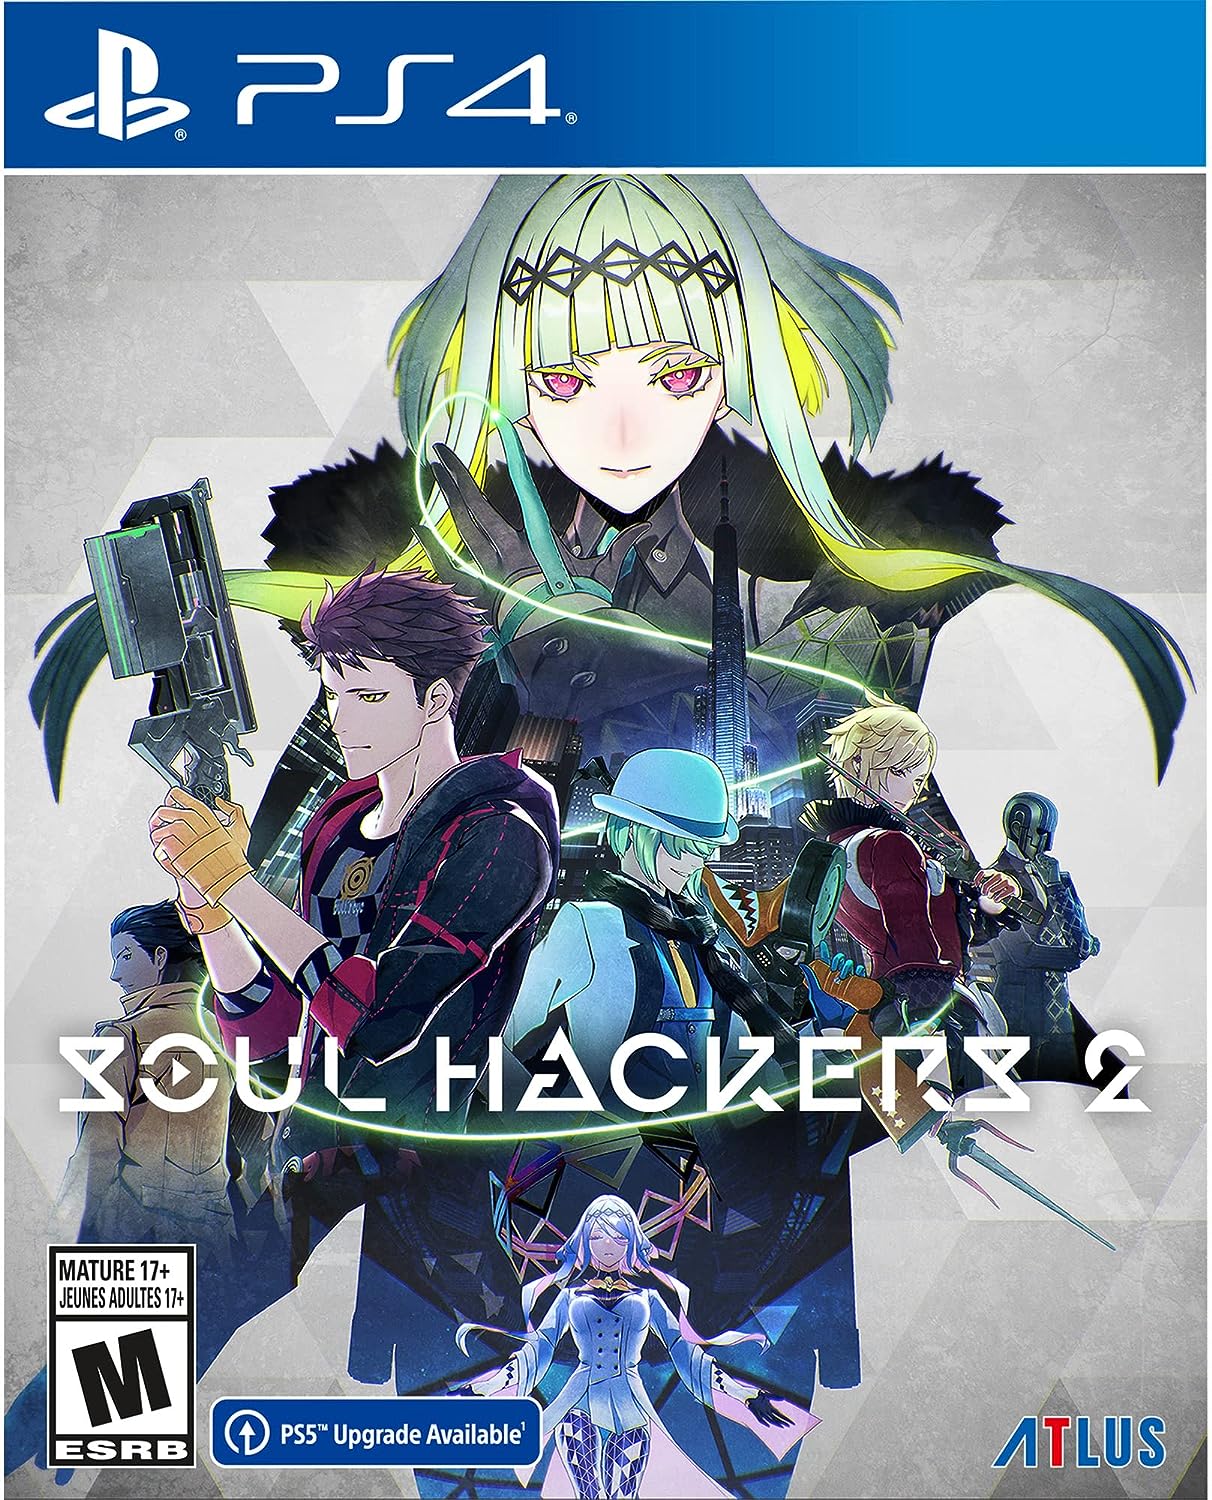 PS4®
SOUL HACKERS 2
MATURE 17+
JEUNES ADULTES 17+
M
ESRB
PS5™ Upgrade Available¹
ATLUS